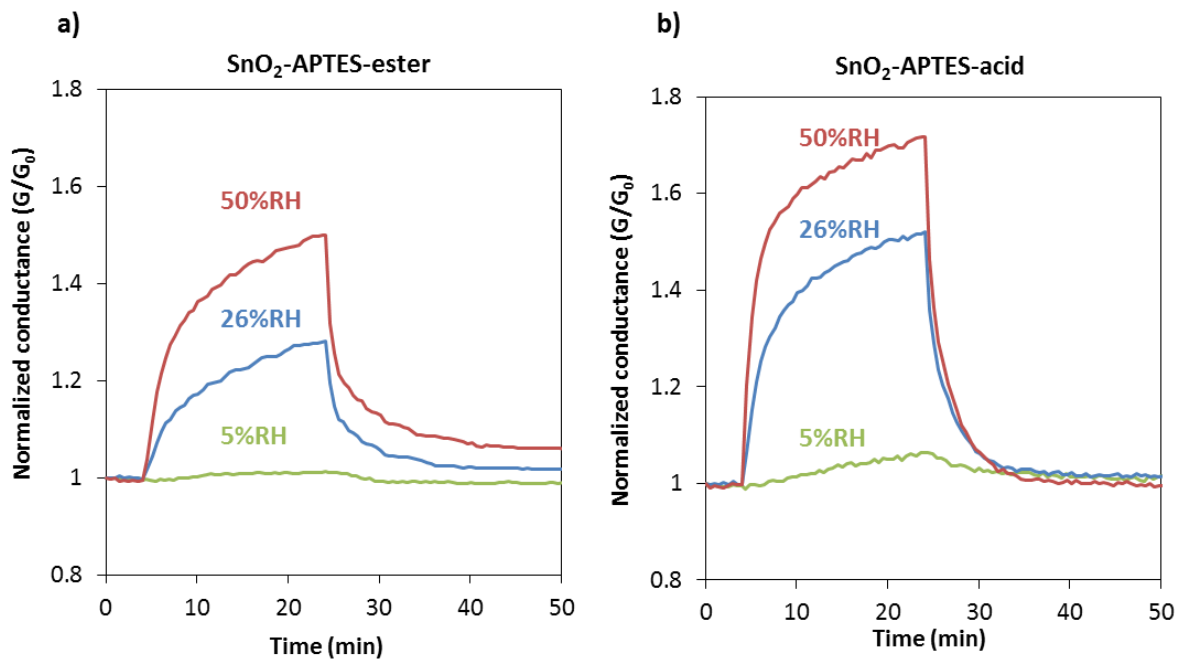 a)
SnO₂-APTES-ester
Normalized conductance (G/G₀)
1.8
1.6
1.4
1.2
1
0.8
50%RH
26%RH
5%RH
0 10 20 30 40 50
Time (min)
b)
SnO₂-APTES-acid
Normalized conductance (G/G₀)
1.8
1.6
1.4
1.2
1
0.8
50%RH
26%RH
5%RH
0 10 20 30 40 50
Time (min)